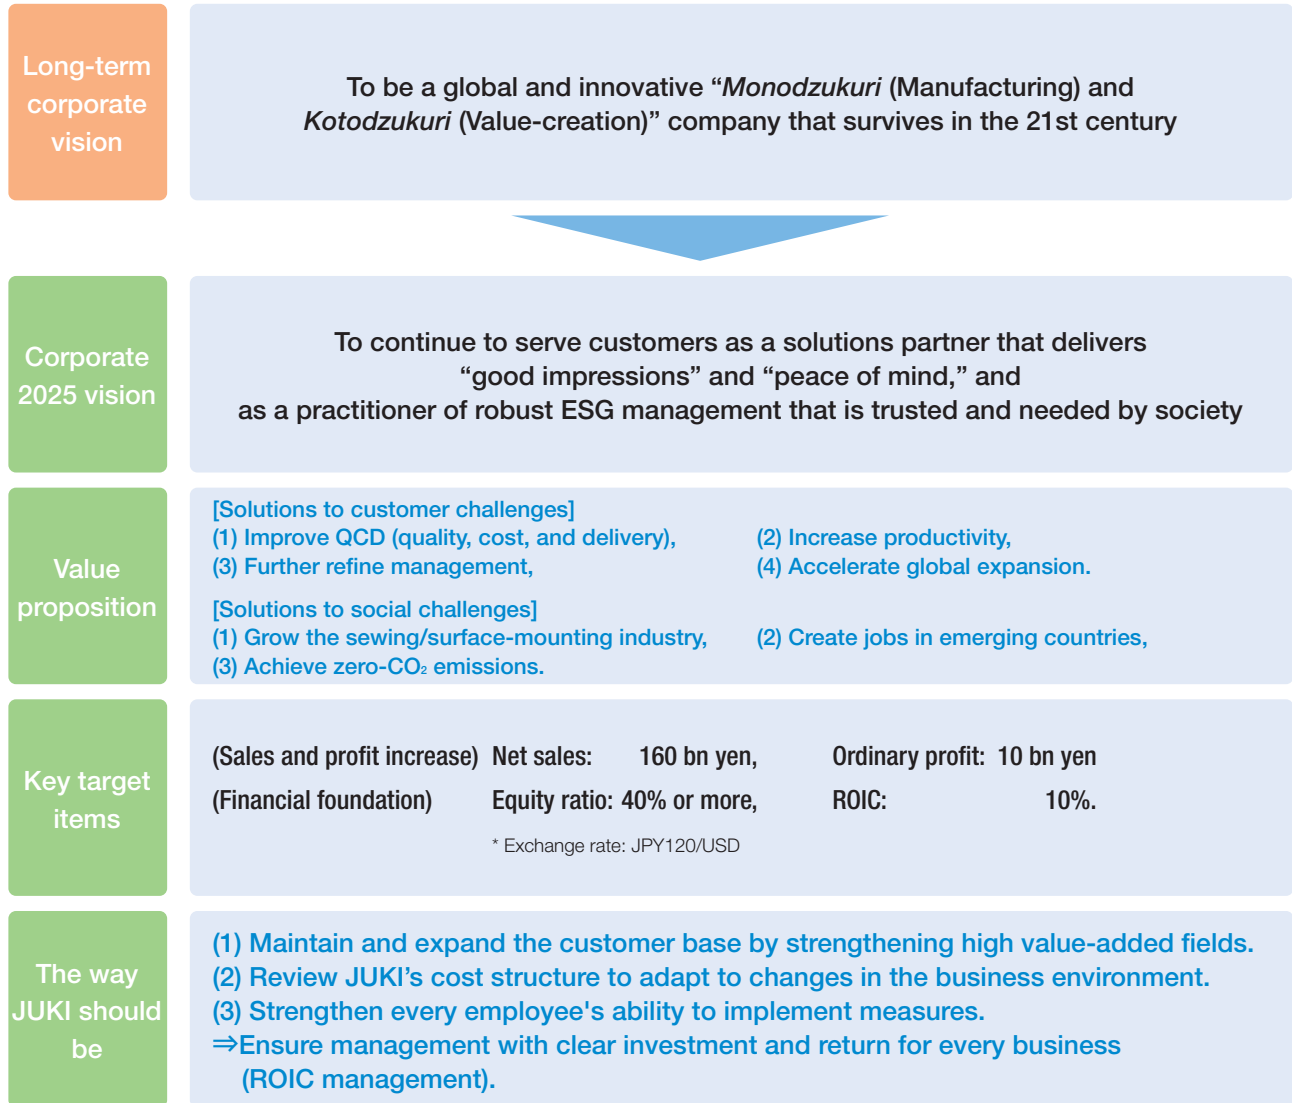 Long-term
corporate
vision
To be a global and innovative “Monodzukuri (Manufacturing) and
Kotodzukuri (Value-creation)” company that survives in the 21st century
Corporate
2025 vision
To continue to serve customers as a solutions partner that delivers
“good impressions” and “peace of mind,” and
as a practitioner of robust ESG management that is trusted and needed by society
Value
proposition
[Solutions to customer challenges]
(1) Improve QCD (quality, cost, and delivery), (2) Increase productivity,
(3) Further refine management, (4) Accelerate global expansion.
[Solutions to social challenges]
(1) Grow the sewing/surface-mounting industry, (2) Create jobs in emerging countries,
(3) Achieve zero-CO₂ emissions.
Key target
items
(Sales and profit increase) Net sales: 160 bn yen, Ordinary profit: 10 bn yen
(Financial foundation) Equity ratio: 40% or more, ROIC: 10%.
* Exchange rate: JPY120/USD
The way
JUKI should
be
(1) Maintain and expand the customer base by strengthening high value-added fields.
(2) Review JUKI’s cost structure to adapt to changes in the business environment.
(3) Strengthen every employee's ability to implement measures.
⇒Ensure management with clear investment and return for every business
(ROIC management).